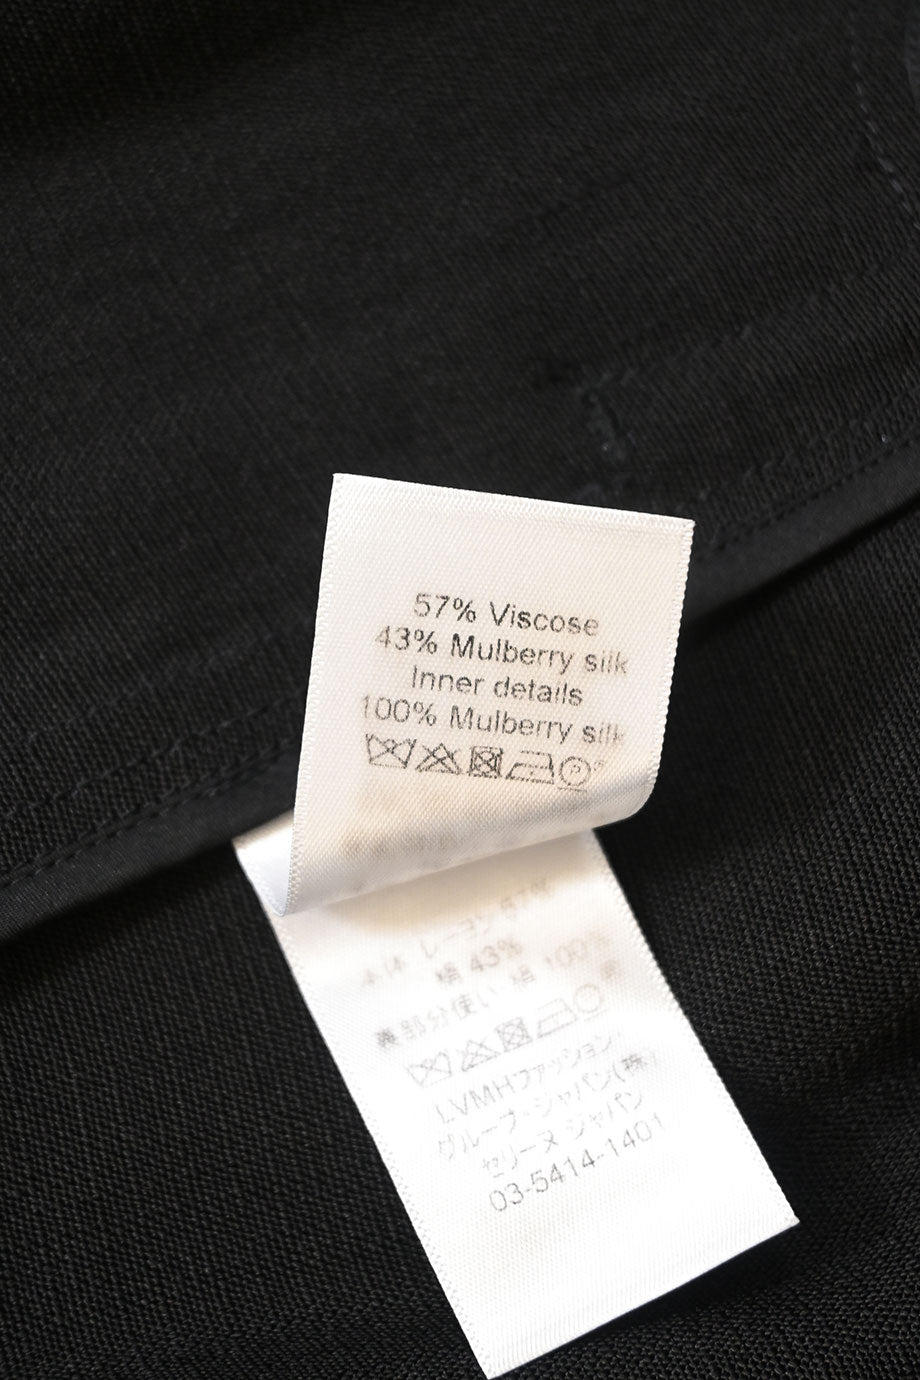 57% Viscose
43% Mulberry silk
Inner details
100% Mulberry silk
本体 レーヨン 57%
絹 43%
部分使い 絹 100%
LVMHファッション・
グループ・ジャパン(株)
セリーヌ ジャパン
03-5414-1401